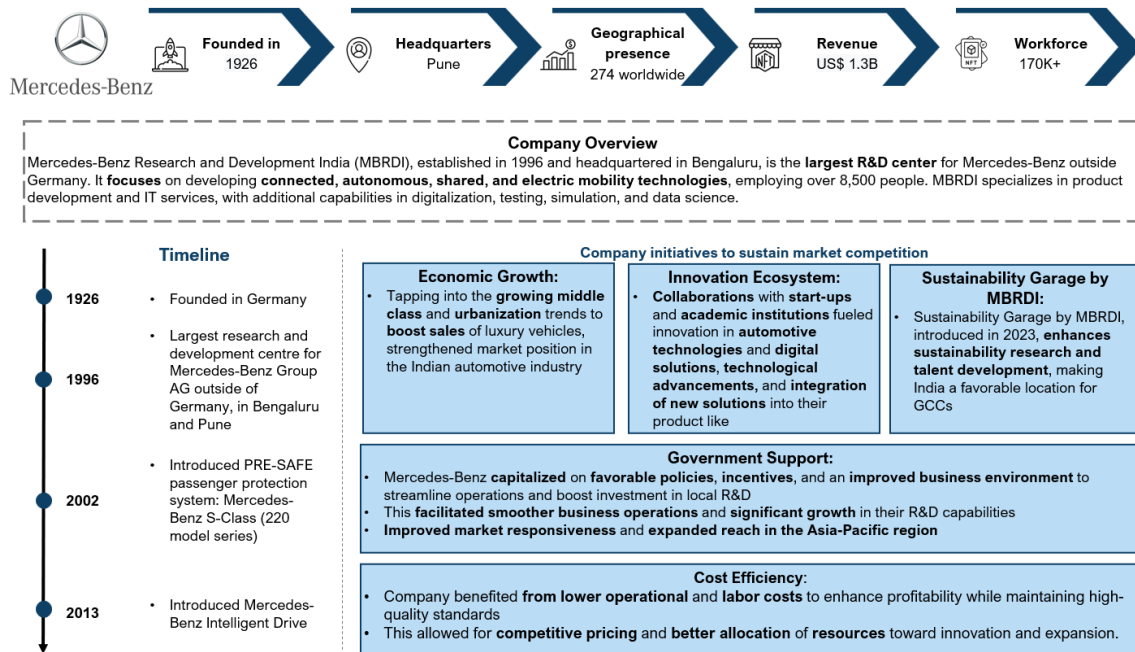 Mercedes-Benz
Founded in
1926
Headquarters
Pune
Geographical
presence
274 worldwide
NFT
Revenue
US$ 1.3B
NFT
Workforce
170K+
Company Overview
Mercedes-Benz Research and Development India (MBRDI), established in 1996 and headquartered in Bengaluru, is the largest R&D center for Mercedes-Benz outside
Germany. It focuses on developing connected, autonomous, shared, and electric mobility technologies, employing over 8,500 people. MBRDI specializes in product
development and IT services, with additional capabilities in digitalization, testing, simulation, and data science.
Timeline
1926
• Founded in Germany
1996
• Largest research and
development centre for
Mercedes-Benz Group
AG outside of
Germany, in Bengaluru
and Pune
2002
• Introduced PRE-SAFE
passenger protection
system: Mercedes-
Benz S-Class (220
model series)
2013
• Introduced Mercedes-
Benz Intelligent Drive
Company initiatives to sustain market competition
Economic Growth:
• Tapping into the growing middle
class and urbanization trends to
boost sales of luxury vehicles,
strengthened market position in
the Indian automotive industry
Innovation Ecosystem:
• Collaborations with start-ups
and academic institutions fueled
innovation in automotive
technologies and digital
solutions, technological
advancements, and integration
of new solutions into their
product like
Sustainability Garage by
MBRDI:
• Sustainability Garage by MBRDI,
introduced in 2023, enhances
sustainability research and
talent development, making
India a favorable location for
GCCs
Government Support:
• Mercedes-Benz capitalized on favorable policies, incentives, and an improved business environment to
streamline operations and boost investment in local R&D
• This facilitated smoother business operations and significant growth in their R&D capabilities
• Improved market responsiveness and expanded reach in the Asia-Pacific region
Cost Efficiency:
• Company benefited from lower operational and labor costs to enhance profitability while maintaining high-
quality standards
• This allowed for competitive pricing and better allocation of resources toward innovation and expansion.